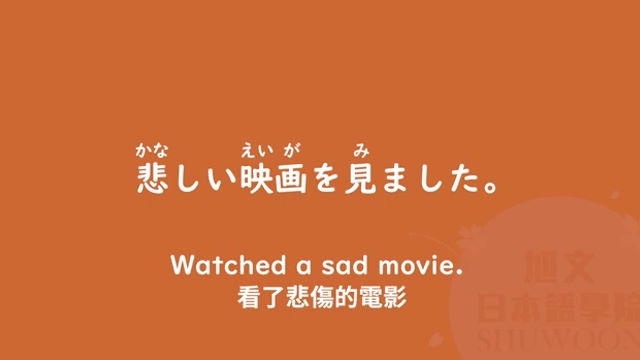 かな えい が み
悲しい映画を見ました。
Watched a sad movie.
看了悲傷的電影
旭文
日本語學院
SHUWOON